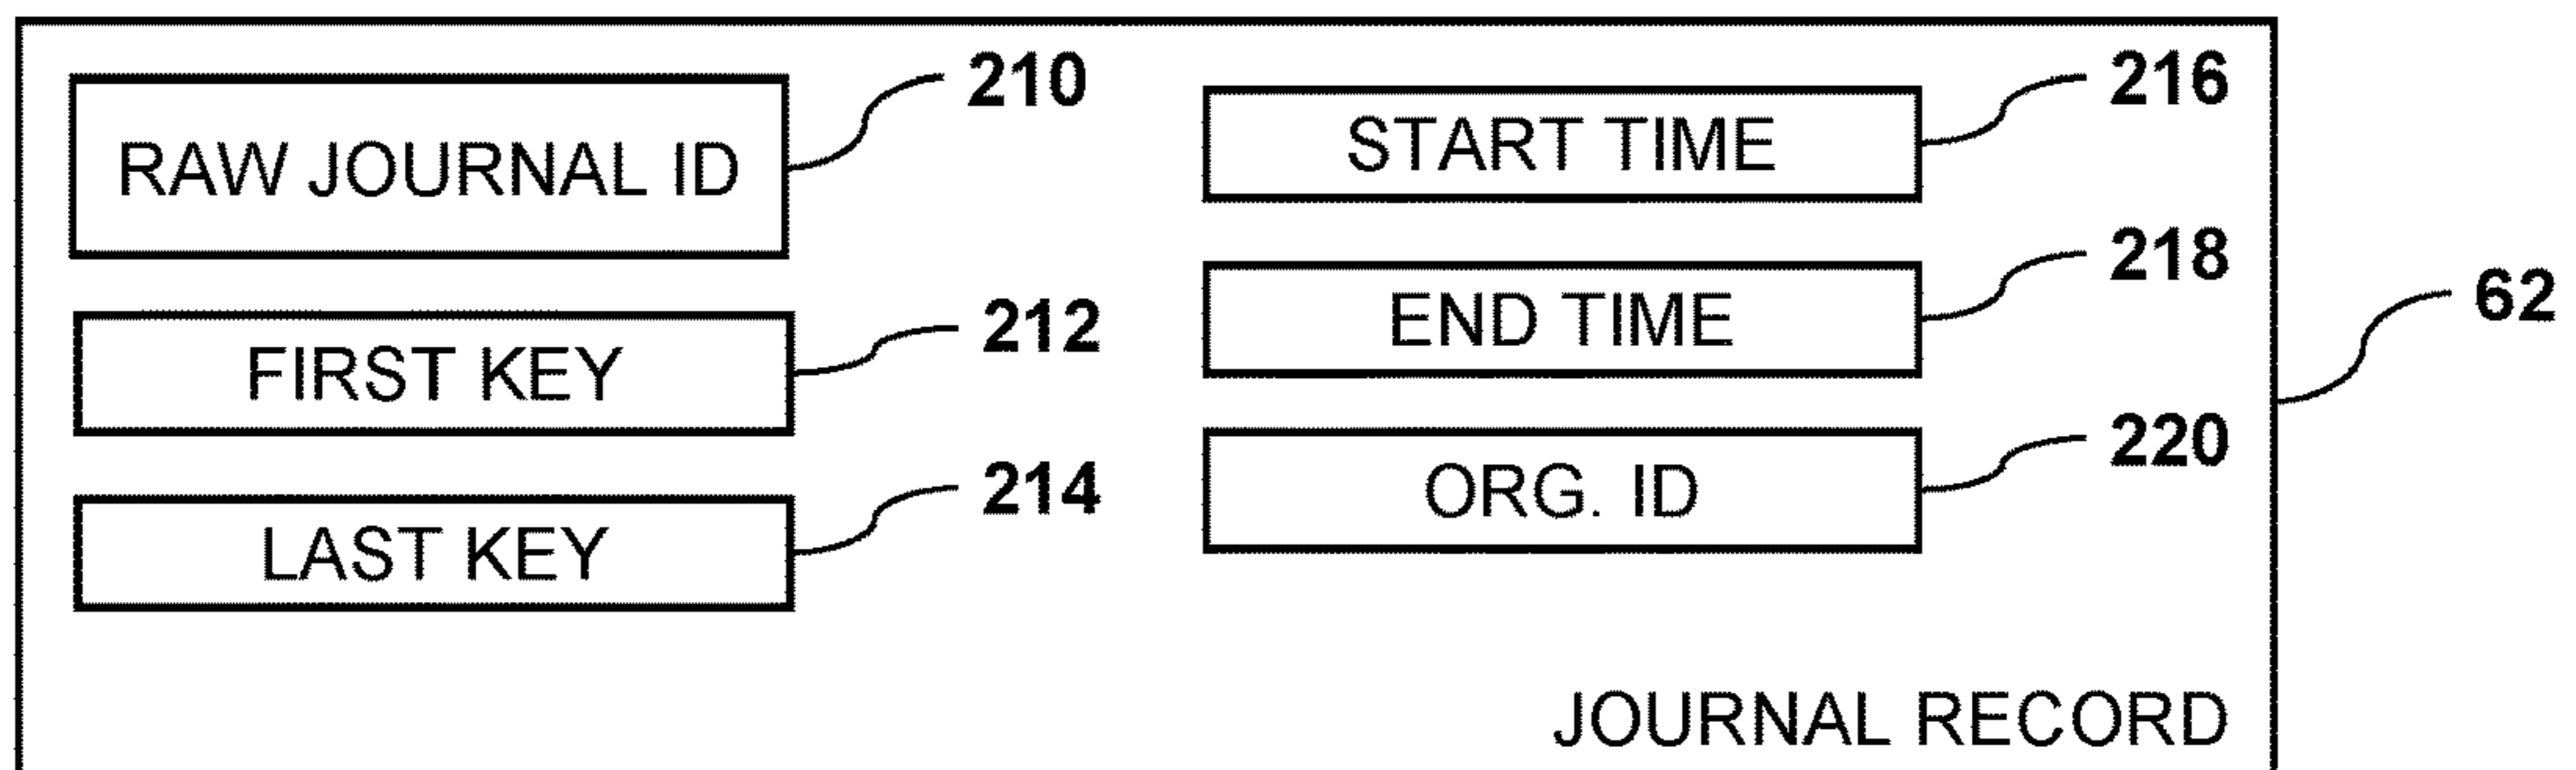 RAW JOURNAL ID
210
FIRST KEY
212
LAST KEY
214
START TIME
216
END TIME
218
ORG. ID
220
62
JOURNAL RECORD